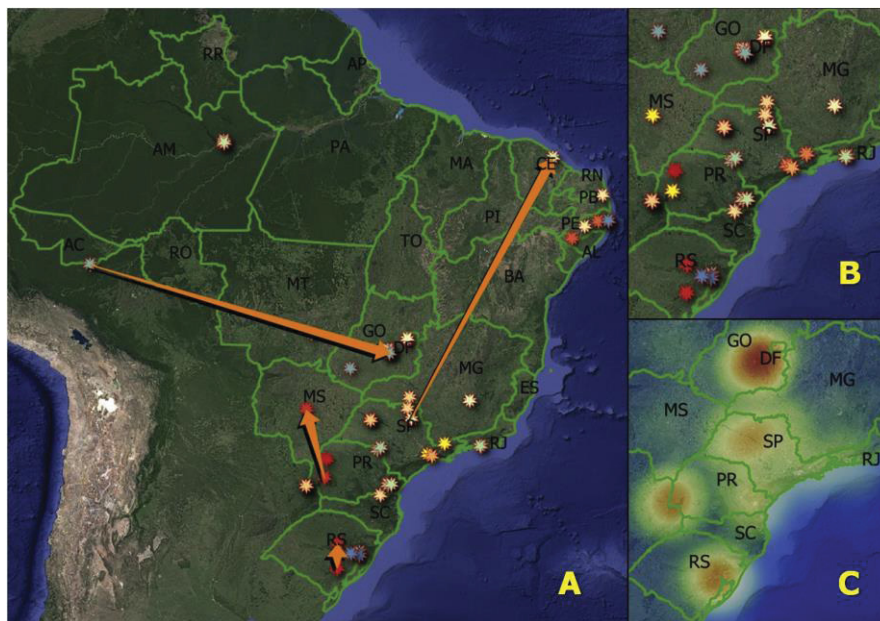 RR
AP
AM
PA
MA
CE
RN
PB
PI
PE
AC
TO
AL
RO
BA
MT
GO
DF
MG
MS
ES
SP
PR
RJ
SC
RS
A
GO
DF
MG
MS
SP
PR
RJ
SC
RS
B
GO
DF
MG
MS
SP
RJ
PR
SC
RS
C